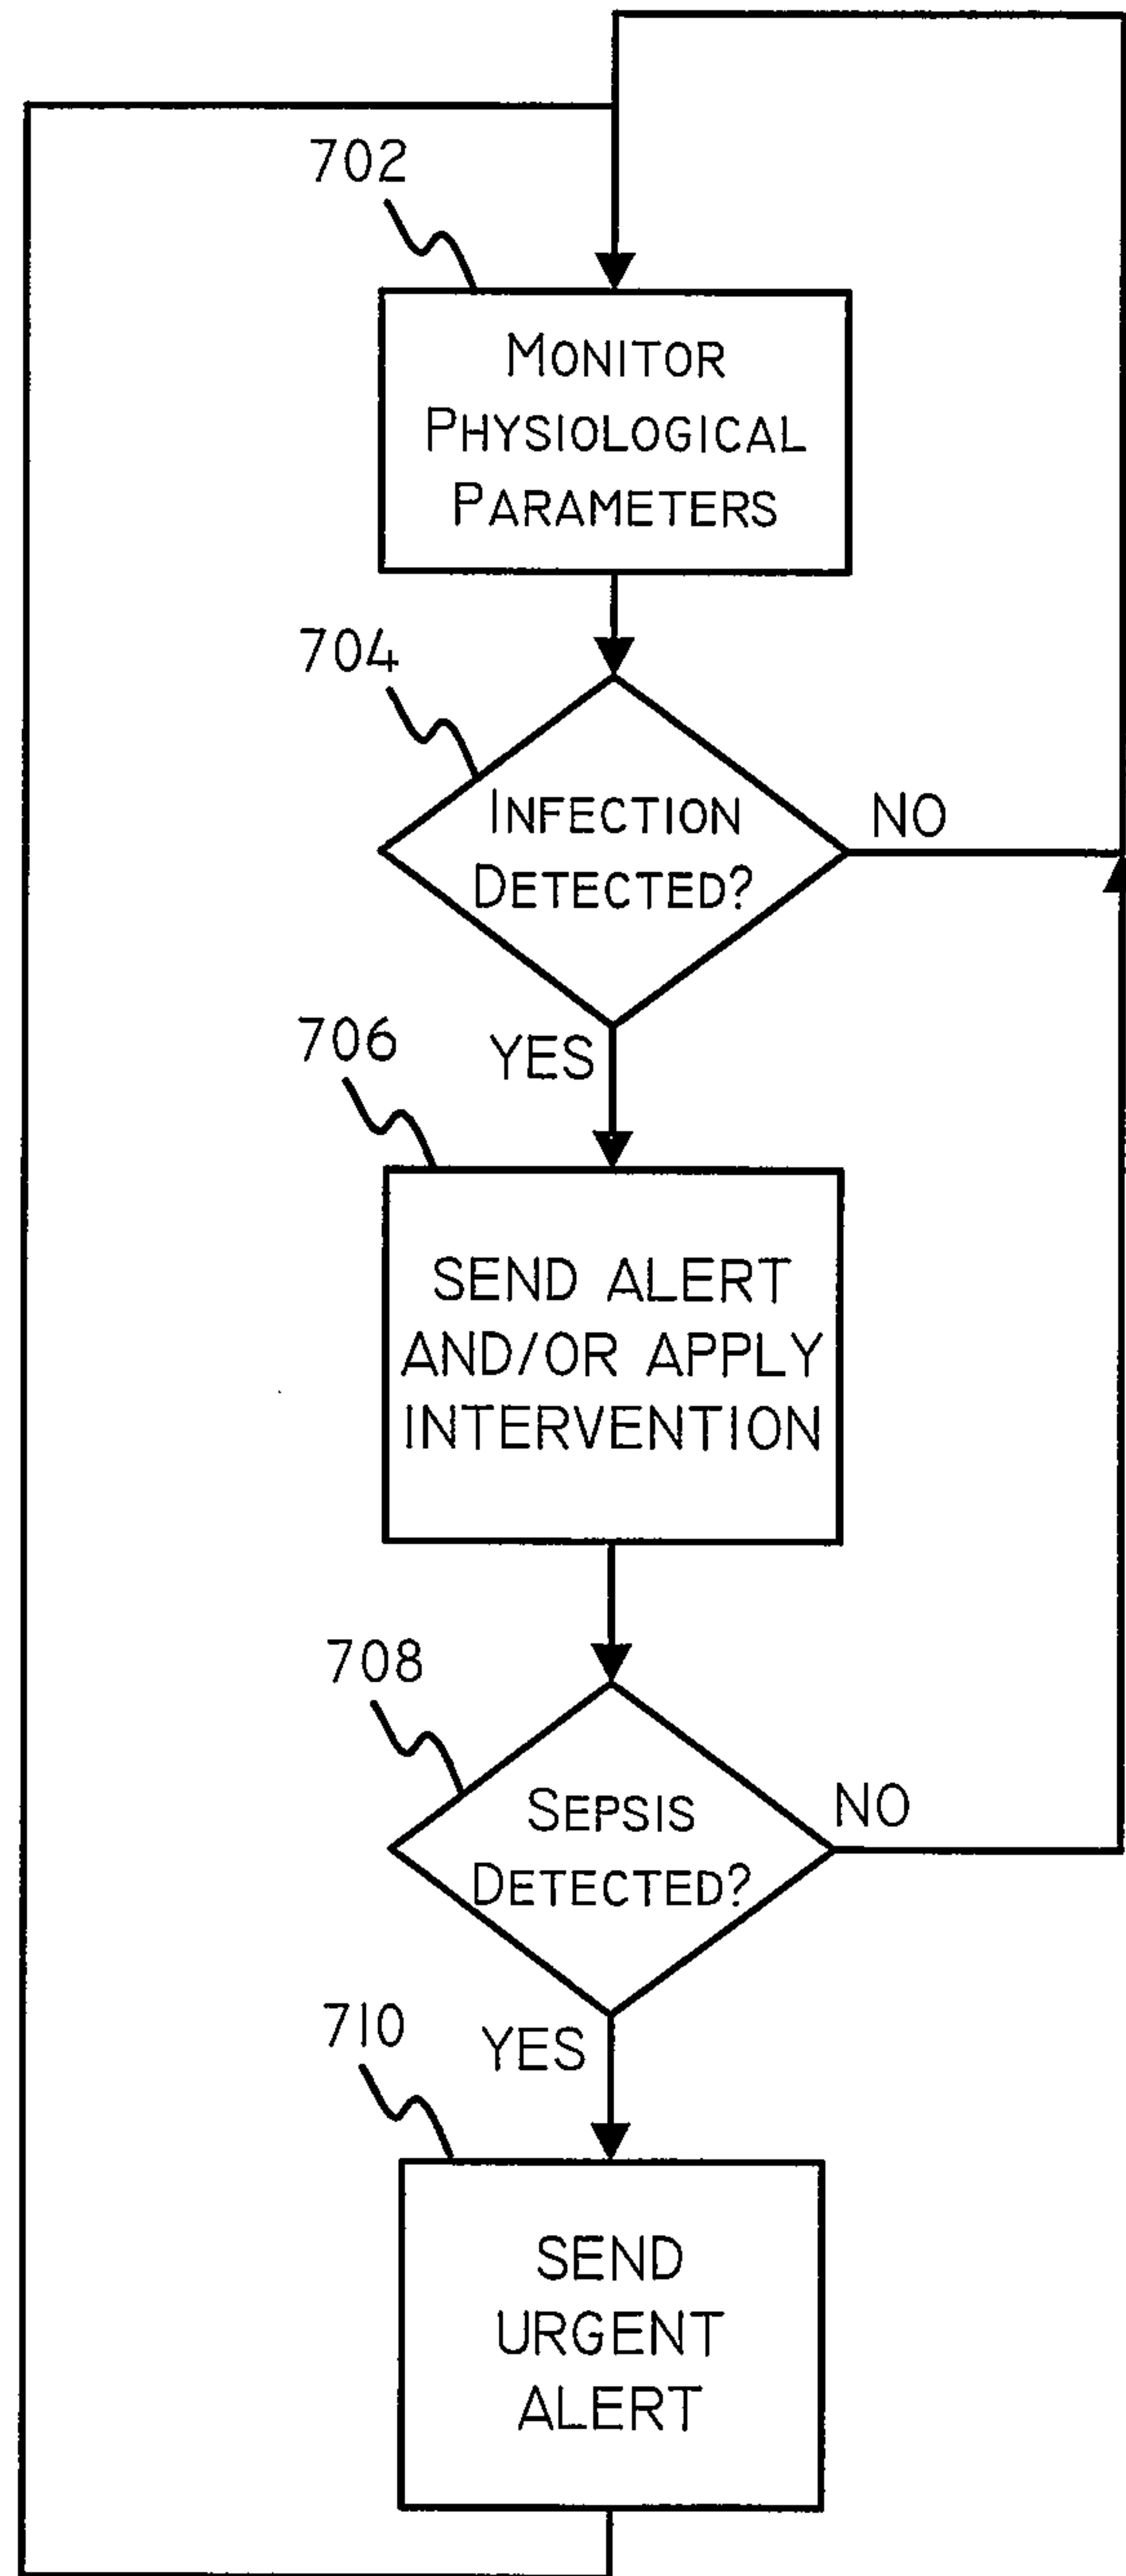 702
MONITOR
PHYSIOLOGICAL
PARAMETERS
704
INFECTION
DETECTED?
NO
706
YES
SEND ALERT
AND/OR APPLY
INTERVENTION
708
SEPSIS
DETECTED?
NO
710
YES
SEND
URGENT
ALERT